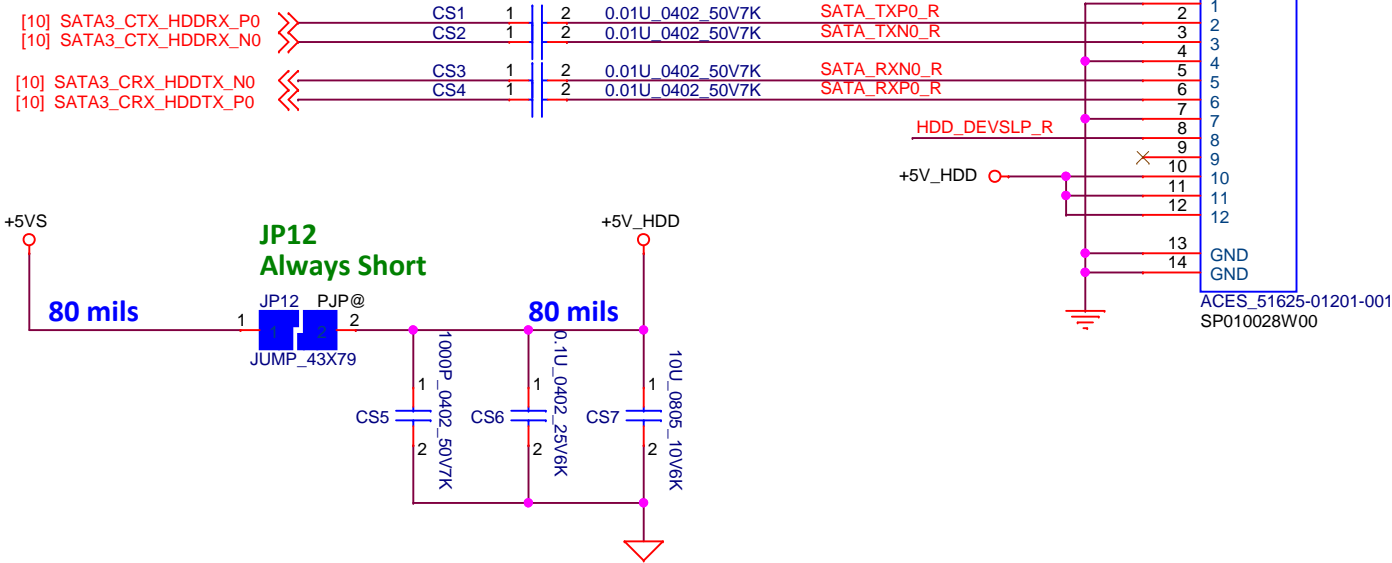 [10] SATA3_CTX_HDDRX_P0 CS1 1 2 0.01U_0402_50V7K SATA_TXP0_R
[10] SATA3_CTX_HDDRX_N0 CS2 1 2 0.01U_0402_50V7K SATA_TXN0_R
[10] SATA3_CRX_HDDTX_N0 CS3 1 2 0.01U_0402_50V7K SATA_RXN0_R
[10] SATA3_CRX_HDDTX_P0 CS4 1 2 0.01U_0402_50V7K SATA_RXP0_R
1
2 2
3 3
4 4
5 5
6 6
7 7
HDD_DEVSLP_R 8 8
9 9
+5V_HDD 10 10
11 11
12 12
13 GND
14 GND
ACES_51625-01201-001
SP010028W00
+5VS
JP12
Always Short
+5V_HDD
80 mils
JP12 PJP@
1 1 2 2
JUMP_43X79
80 mils
CS5 1 2 1000P_0402_50V7K
CS6 1 2 0.1U_0402_25V6K
CS7 1 2 10U_0805_10V6K